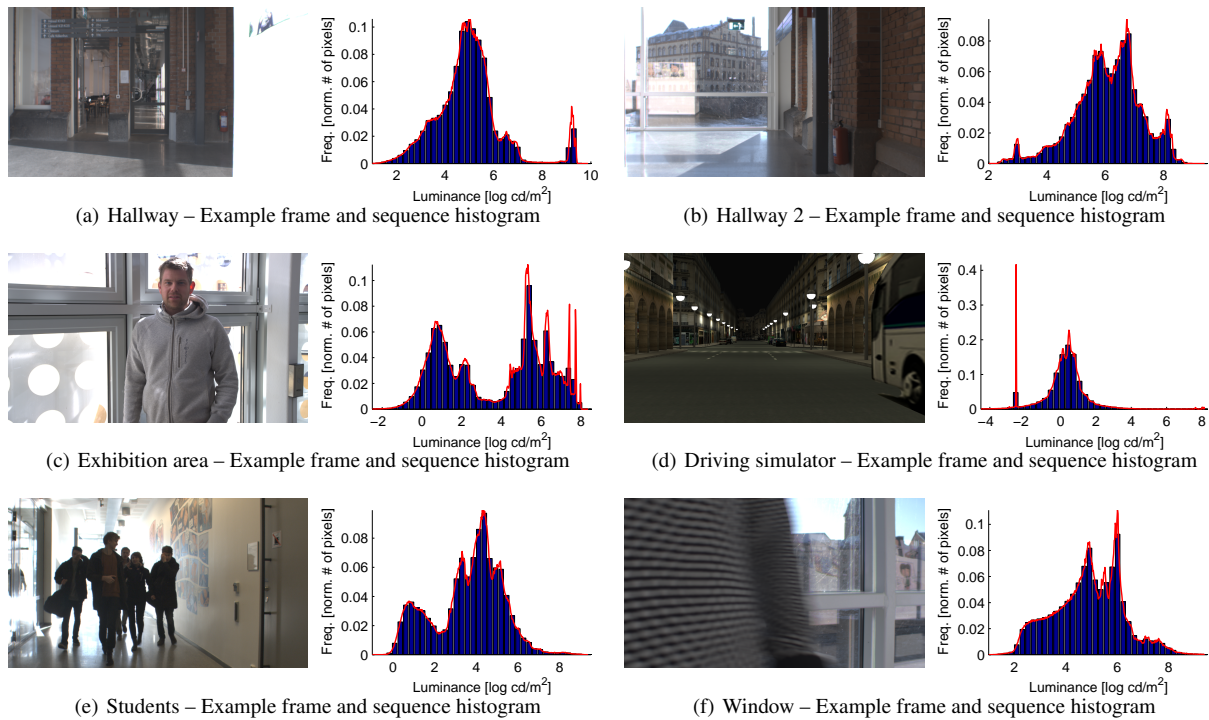 Freq. [norm. # of pixels]
0.1
0.08
0.06
0.04
0.02
0
2 4 6 8 10
Luminance [log cd/m²]
(a) Hallway – Example frame and sequence histogram
Freq. [norm. # of pixels]
0.08
0.06
0.04
0.02
0
2 4 6 8
Luminance [log cd/m²]
(b) Hallway 2 – Example frame and sequence histogram
Freq. [norm. # of pixels]
0.1
0.08
0.06
0.04
0.02
0
−2 0 2 4 6 8
Luminance [log cd/m²]
(c) Exhibition area – Example frame and sequence histogram
Freq. [norm. # of pixels]
0.4
0.3
0.2
0.1
0
−4 −2 0 2 4 6 8
Luminance [log cd/m²]
(d) Driving simulator – Example frame and sequence histogram
Freq. [norm. # of pixels]
0.08
0.06
0.04
0.02
0
0 2 4 6 8
Luminance [log cd/m²]
(e) Students – Example frame and sequence histogram
Freq. [norm. # of pixels]
0.1
0.08
0.06
0.04
0.02
0
2 4 6 8
Luminance [log cd/m²]
(f) Window – Example frame and sequence histogram